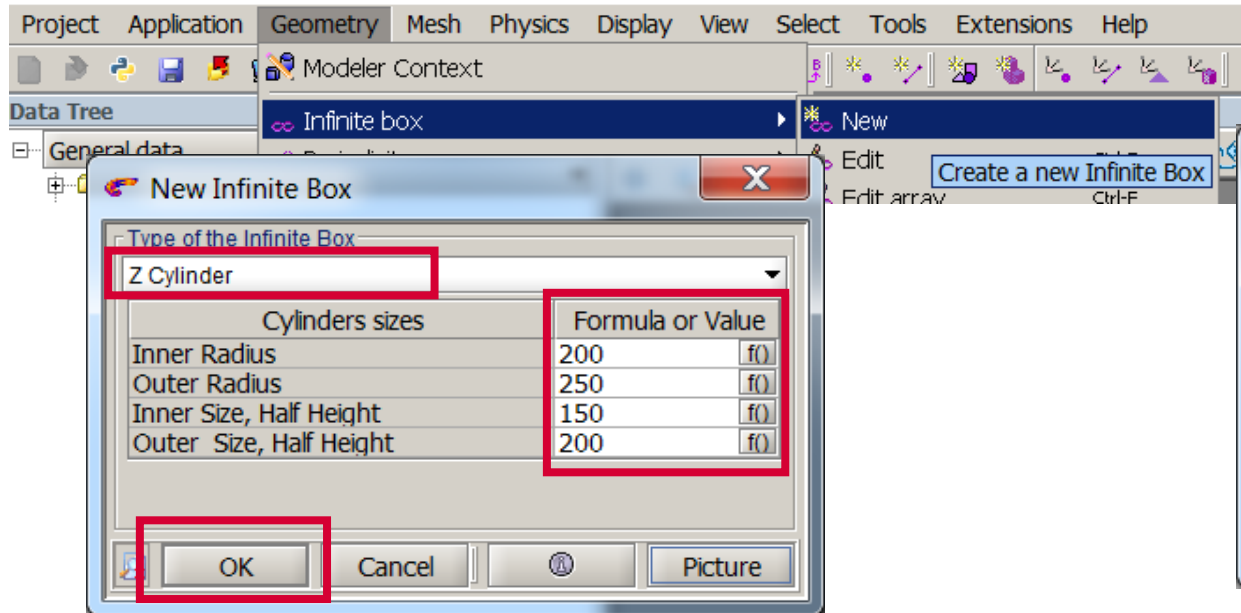 Project Application Geometry Mesh Physics Display View Select Tools Extensions Help
Modeler Context
Data Tree
Infinite box
New
General data
Edit
Create a new Infinite Box
Edit array Ctrl-F
New Infinite Box
Type of the Infinite Box
Z Cylinder
Cylinders sizes Formula or Value
Inner Radius 200 f()
Outer Radius 250 f()
Inner Size, Half Height 150 f()
Outer Size, Half Height 200 f()
OK Cancel Picture